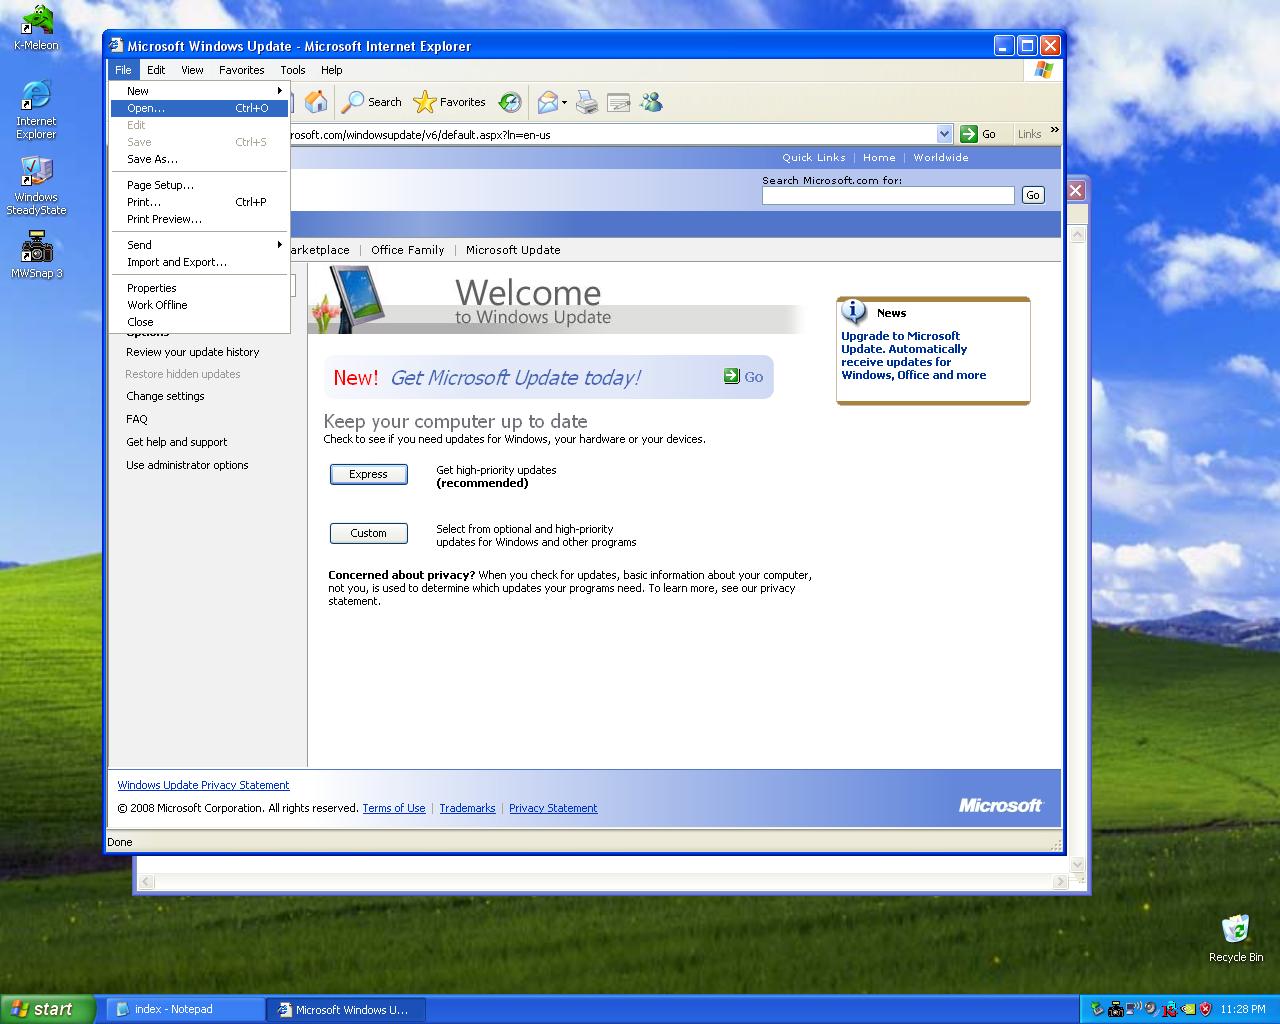 K-Meleon
Internet Explorer
Windows SteadyState
MWSnap 3
Microsoft Windows Update - Microsoft Internet Explorer
File Edit View Favorites Tools Help
New
Open... Ctrl+O
Edit
Save Ctrl+S
Save As...
Page Setup...
Print... Ctrl+P
Print Preview...
Send
Import and Export...
Properties
Work Offline
Close
Search Favorites
rosoft.com/windowsupdate/v6/default.aspx?ln=en-us Go Links »
Quick Links | Home | Worldwide
Search Microsoft.com for:
Go
arketplace | Office Family | Microsoft Update
Options
Review your update history
Restore hidden updates
Change settings
FAQ
Get help and support
Use administrator options
Welcome
to Windows Update
New! Get Microsoft Update today! Go
Keep your computer up to date
Check to see if you need updates for Windows, your hardware or your devices.
Express Get high-priority updates
(recommended)
Custom Select from optional and high-priority
updates for Windows and other programs
Concerned about privacy? When you check for updates, basic information about your computer,
not you, is used to determine which updates your programs need. To learn more, see our privacy
statement.
News
Upgrade to Microsoft
Update. Automatically
receive updates for
Windows, Office and more
Windows Update Privacy Statement
© 2008 Microsoft Corporation. All rights reserved. Terms of Use | Trademarks | Privacy Statement
Microsoft
Done
Recycle Bin
start index - Notepad Microsoft Windows U... 11:28 PM